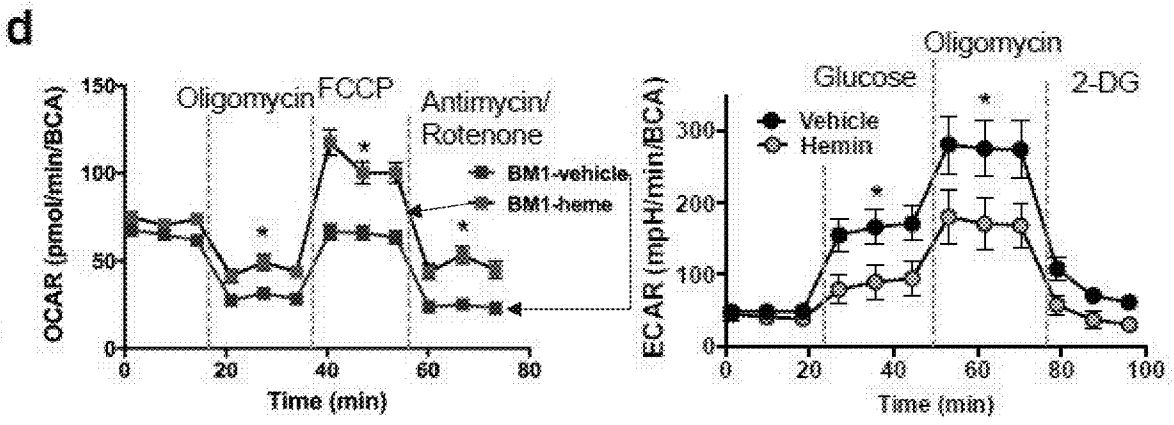 d
OCAR (pmol/min/BCA)
150
100
50
0
Oligomycin
FCCP
Antimycin/
Rotenone
*
*
*
BM1-vehicle
BM1-heme
0 20 40 60 80
Time (min)
ECAR (mpH/min/BCA)
300
200
100
0
Glucose
Oligomycin
2-DG
Vehicle
Hemin
*
*
0 20 40 60 80 100
Time (min)